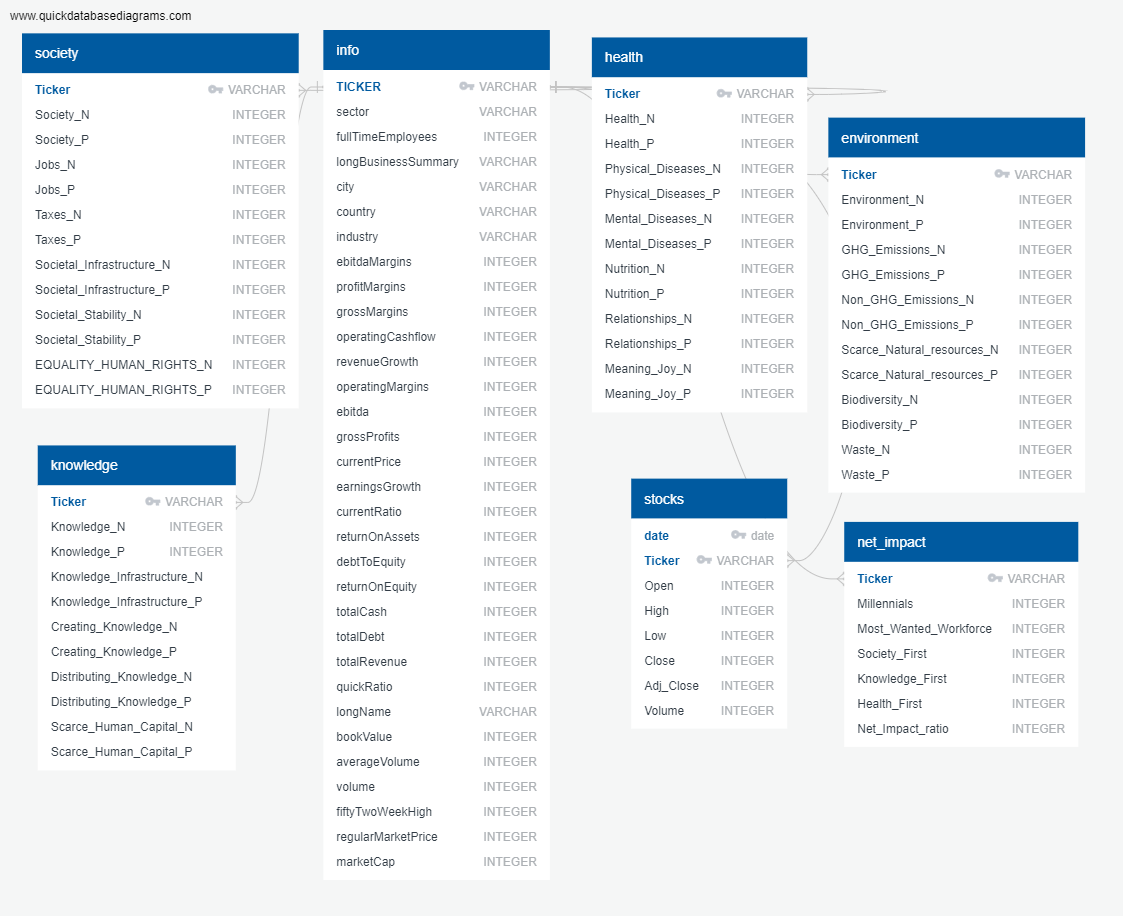 www.quickdatabasediagrams.com
society
Ticker VARCHAR
Society_N INTEGER
Society_P INTEGER
Jobs_N INTEGER
Jobs_P INTEGER
Taxes_N INTEGER
Taxes_P INTEGER
Societal_Infrastructure_N INTEGER
Societal_Infrastructure_P INTEGER
Societal_Stability_N INTEGER
Societal_Stability_P INTEGER
EQUALITY_HUMAN_RIGHTS_N INTEGER
EQUALITY_HUMAN_RIGHTS_P INTEGER
knowledge
Ticker VARCHAR
Knowledge_N INTEGER
Knowledge_P INTEGER
Knowledge_Infrastructure_N
Knowledge_Infrastructure_P
Creating_Knowledge_N
Creating_Knowledge_P
Distributing_Knowledge_N
Distributing_Knowledge_P
Scarce_Human_Capital_N
Scarce_Human_Capital_P
info
TICKER VARCHAR
sector VARCHAR
fullTimeEmployees INTEGER
longBusinessSummary VARCHAR
city VARCHAR
country VARCHAR
industry VARCHAR
ebitdaMargins INTEGER
profitMargins INTEGER
grossMargins INTEGER
operatingCashflow INTEGER
revenueGrowth INTEGER
operatingMargins INTEGER
ebitda INTEGER
grossProfits INTEGER
currentPrice INTEGER
earningsGrowth INTEGER
currentRatio INTEGER
returnOnAssets INTEGER
debtToEquity INTEGER
returnOnEquity INTEGER
totalCash INTEGER
totalDebt INTEGER
totalRevenue INTEGER
quickRatio INTEGER
longName VARCHAR
bookValue INTEGER
averageVolume INTEGER
volume INTEGER
fiftyTwoWeekHigh INTEGER
regularMarketPrice INTEGER
marketCap INTEGER
health
Ticker VARCHAR
Health_N INTEGER
Health_P INTEGER
Physical_Diseases_N INTEGER
Physical_Diseases_P INTEGER
Mental_Diseases_N INTEGER
Mental_Diseases_P INTEGER
Nutrition_N INTEGER
Nutrition_P INTEGER
Relationships_N INTEGER
Relationships_P INTEGER
Meaning_Joy_N INTEGER
Meaning_Joy_P INTEGER
environment
Ticker VARCHAR
Environment_N INTEGER
Environment_P INTEGER
GHG_Emissions_N INTEGER
GHG_Emissions_P INTEGER
Non_GHG_Emissions_N INTEGER
Non_GHG_Emissions_P INTEGER
Scarce_Natural_resources_N INTEGER
Scarce_Natural_resources_P INTEGER
Biodiversity_N INTEGER
Biodiversity_P INTEGER
Waste_N INTEGER
Waste_P INTEGER
stocks
date date
Ticker VARCHAR
Open INTEGER
High INTEGER
Low INTEGER
Close INTEGER
Adj_Close INTEGER
Volume INTEGER
net_impact
Ticker VARCHAR
Millennials INTEGER
Most_Wanted_Workforce INTEGER
Society_First INTEGER
Knowledge_First INTEGER
Health_First INTEGER
Net_Impact_ratio INTEGER